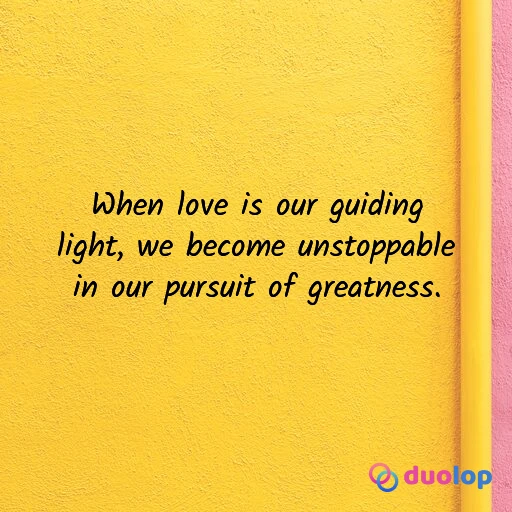 When love is our guiding
light, we become unstoppable
in our pursuit of greatness.
duolop